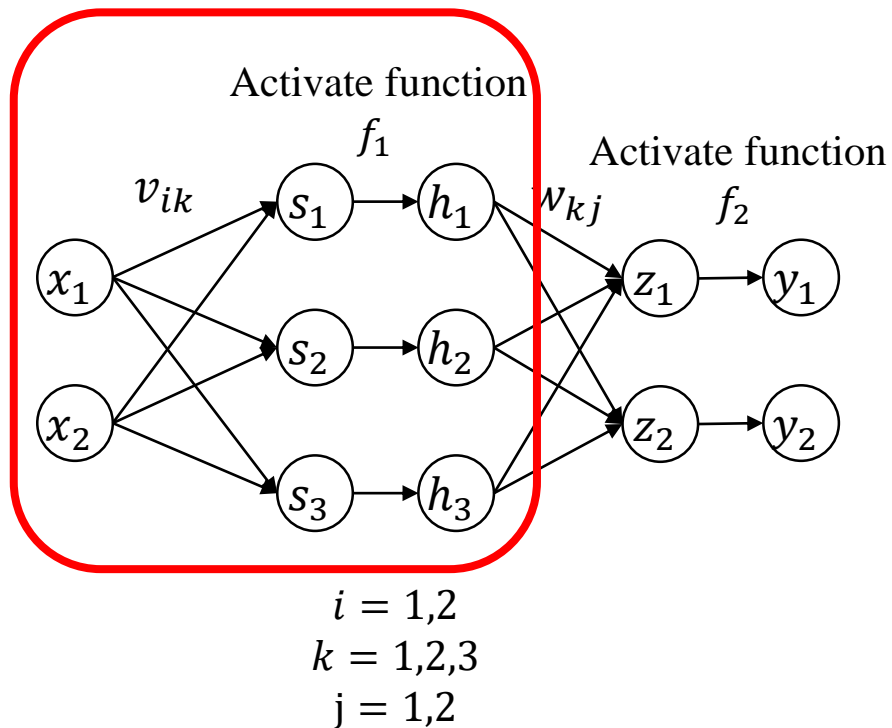 Activate function
f₁
Activate function
f₂
vᵢₖ
wₖⱼ
s₁
h₁
x₁
z₁
y₁
s₂
h₂
x₂
z₂
y₂
s₃
h₃
i = 1,2
k = 1,2,3
j = 1,2